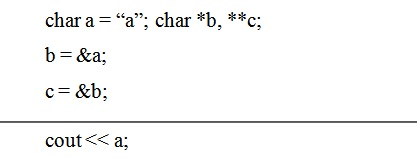 char a = “a”; char *b, **c;
b = &a;
c = &b;
cout << a;